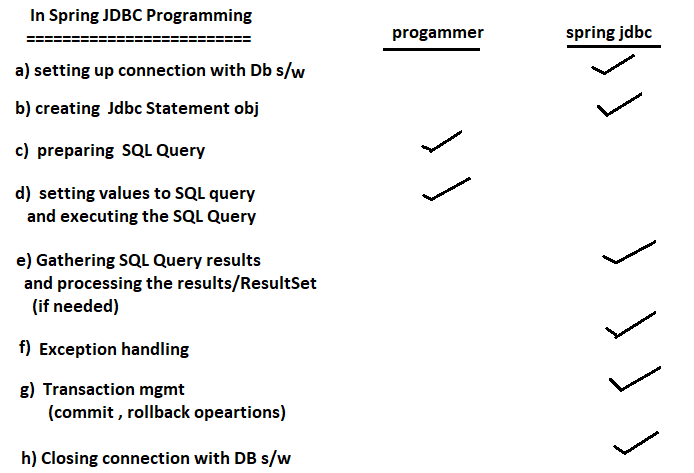 In Spring JDBC Programming
=========================
progammer
spring jdbc
a) setting up connection with Db s/w
b) creating Jdbc Statement obj
c) preparing SQL Query
d) setting values to SQL query
and executing the SQL Query
e) Gathering SQL Query results
and processing the results/ResultSet
(if needed)
f) Exception handling
g) Transaction mgmt
(commit , rollback opeartions)
h) Closing connection with DB s/w